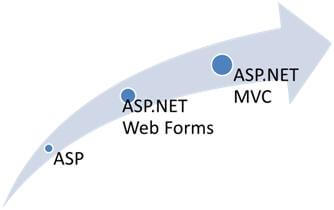 ASP
ASP.NET
Web Forms
ASP.NET
MVC